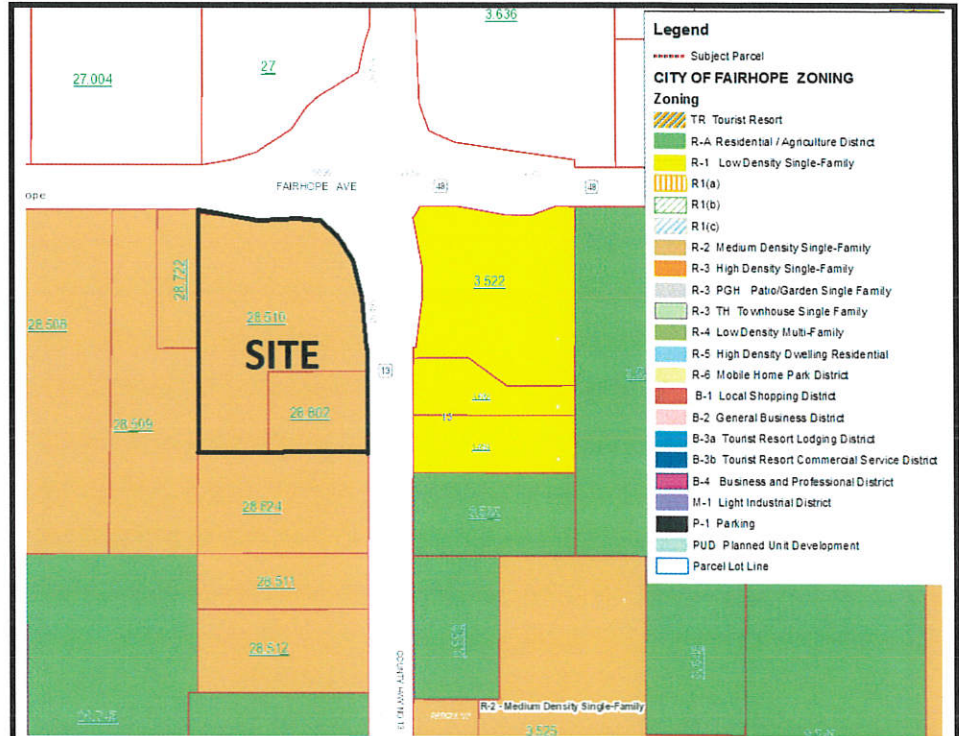 3.636
27.004
27
FAIRHOPE AVE
48
48
ope
28.722
3.522
28.508
28.510
SITE
13
28.802
28.509
15
28.824
28.511
28.512
COUNTY HWY NO 13
R-2 - Medium Density Single-Family
3.525
Legend
Subject Parcel
CITY OF FAIRHOPE ZONING
Zoning
TR Tourist Resort
R-A Residential / Agriculture District
R-1 Low Density Single-Family
R1(a)
R1(b)
R1(c)
R-2 Medium Density Single-Family
R-3 High Density Single-Family
R-3 PGH Patio/Garden Single Family
R-3 TH Townhouse Single Family
R-4 Low Density Multi-Family
R-5 High Density Dwelling Residential
R-6 Mobile Home Park District
B-1 Local Shopping District
B-2 General Business District
B-3a Tourist Resort Lodging District
B-3b Tourist Resort Commercial Service District
B-4 Business and Professional District
M-1 Light Industrial District
P-1 Parking
PUD Planned Unit Development
Parcel Lot Line